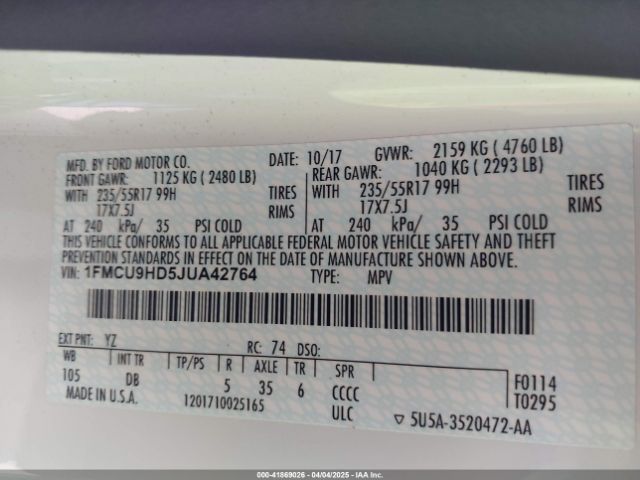 MFD. BY FORD MOTOR CO. DATE: 10/17 GVWR: 2159 KG ( 4760 LB)
FRONT GAWR: 1125 KG ( 2480 LB) REAR GAWR: 1040 KG ( 2293 LB)
WITH 235/55R17 99H TIRES WITH 235/55R17 99H TIRES
17X7.5J RIMS 17X7.5J RIMS
AT 240 kPa/ 35 PSI COLD AT 240 kPa/ 35 PSI COLD
THIS VEHICLE CONFORMS TO ALL APPLICABLE FEDERAL MOTOR VEHICLE SAFETY AND THEFT
PREVENTION STANDARDS IN EFFECT ON THE DATE OF MANUFACTURE SHOWN ABOVE.
VIN: 1FMCU9HD5JUA42764 TYPE: MPV
EXT PNT: YZ RC: 74 DSO:
WB INT TR TP/PS R AXLE TR SPR
105 DB 5 35 6 CCCC F0114
MADE IN U.S.A. 1201710025165 ULC T0295
▽ 5U5A-3520472-AA
000-41869026 - 04/04/2025 - IAA, Inc.